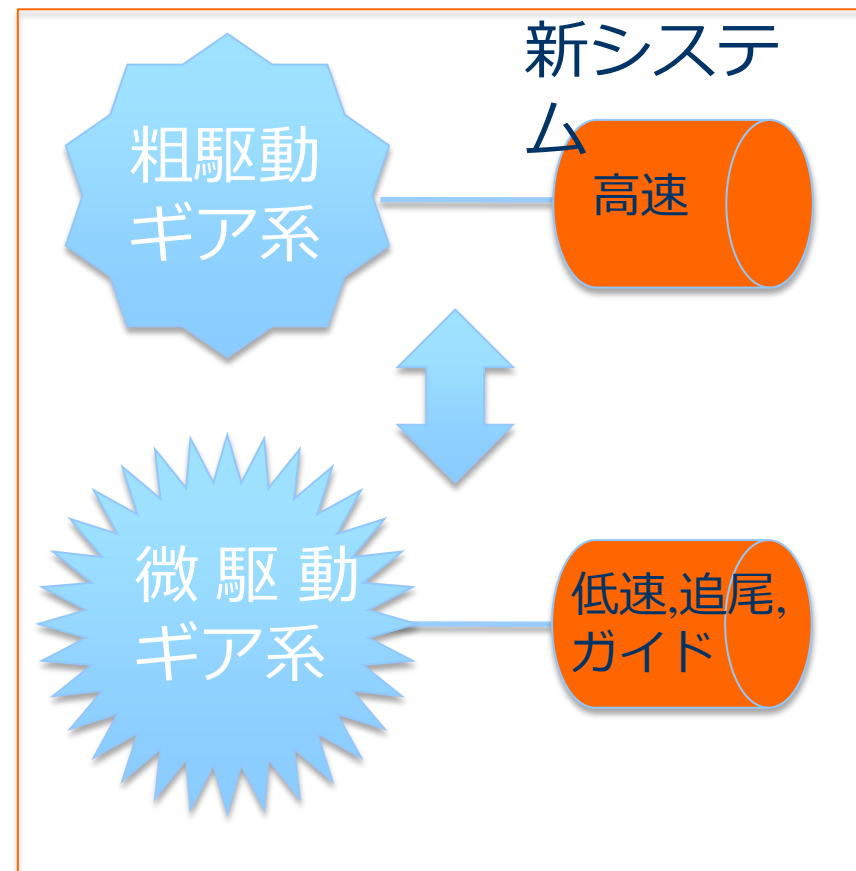 新システ
ム
粗駆動
ギア系
高速
微 駆 動
ギア系
低速,追尾,
ガイド